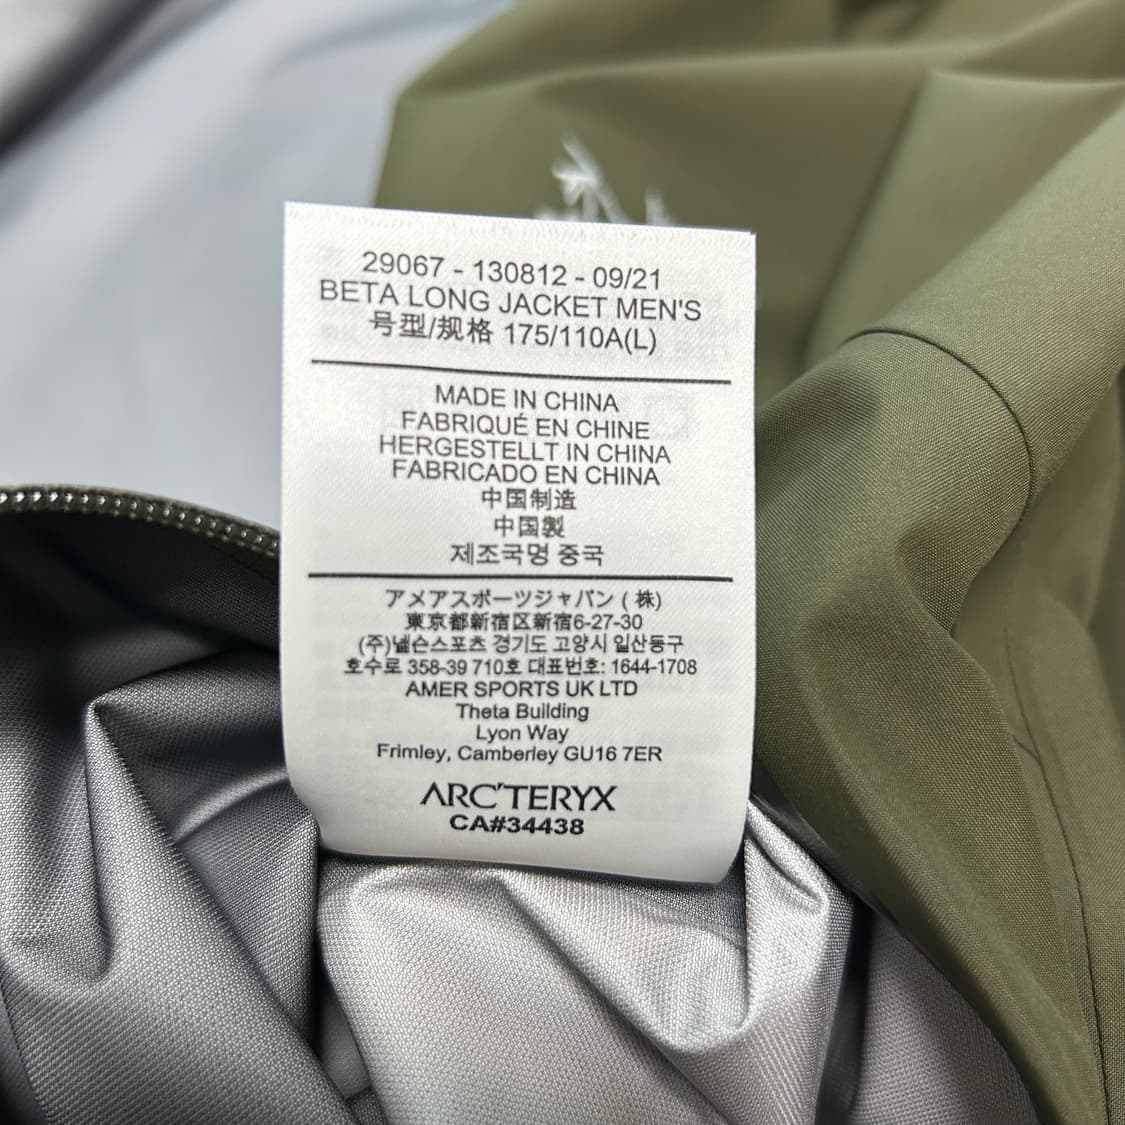 29067 - 130812 - 09/21
BETA LONG JACKET MEN'S
号型/规格 175/110A(L)
MADE IN CHINA
FABRIQUÉ EN CHINE
HERGESTELLT IN CHINA
FABRICADO EN CHINA
中国制造
中国製
제조국명 중국
アメアスポーツジャパン ( 株)
東京都新宿区新宿6-27-30
(주)넬슨스포츠 경기도 고양시 일산동구
호수로 358-39 710호 대표번호: 1644-1708
AMER SPORTS UK LTD
Theta Building
Lyon Way
Frimley, Camberley GU16 7ER
ARC'TERYX
CA#34438